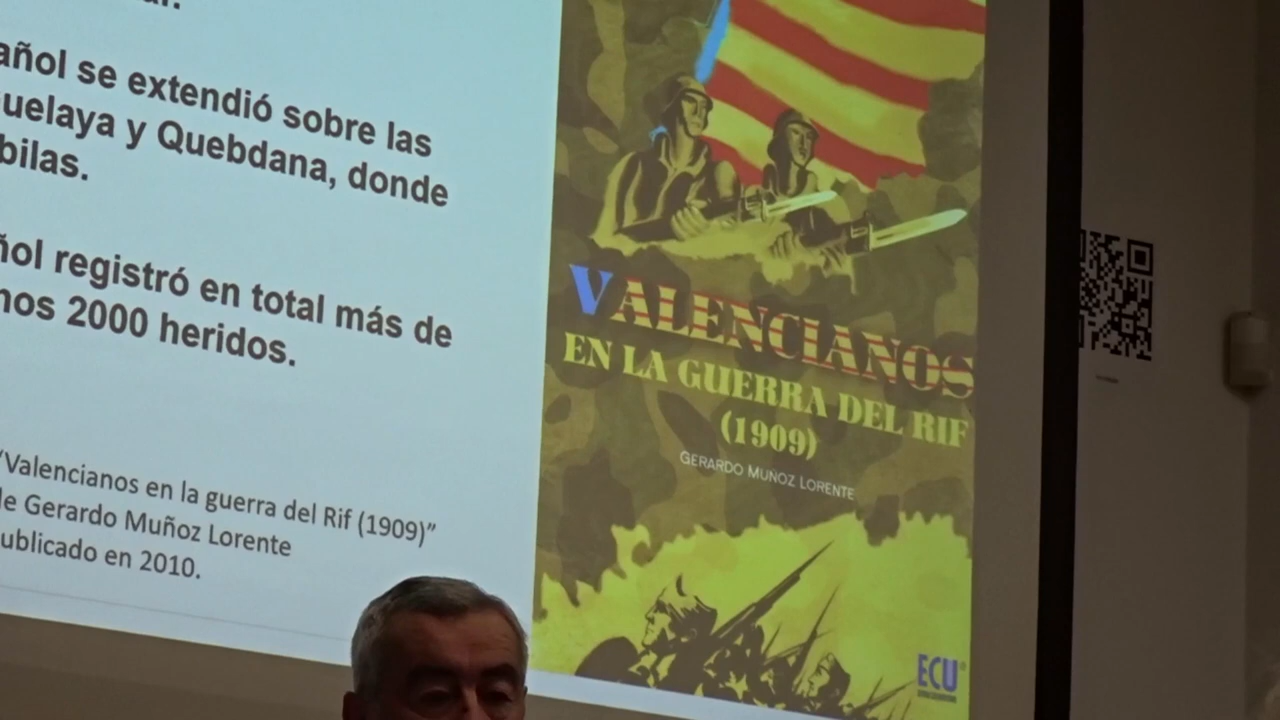 añol se extendió sobre las
uelaya y Quebdana, donde
bilas.
ñol registró en total más de
nos 2000 heridos.
“Valencianos en la guerra del Rif (1909)”
de Gerardo Muñoz Lorente
ublicado en 2010.
VALENCIANOS
EN LA GUERRA DEL RIF
(1909)
GERARDO MUÑOZ LORENTE
ECU